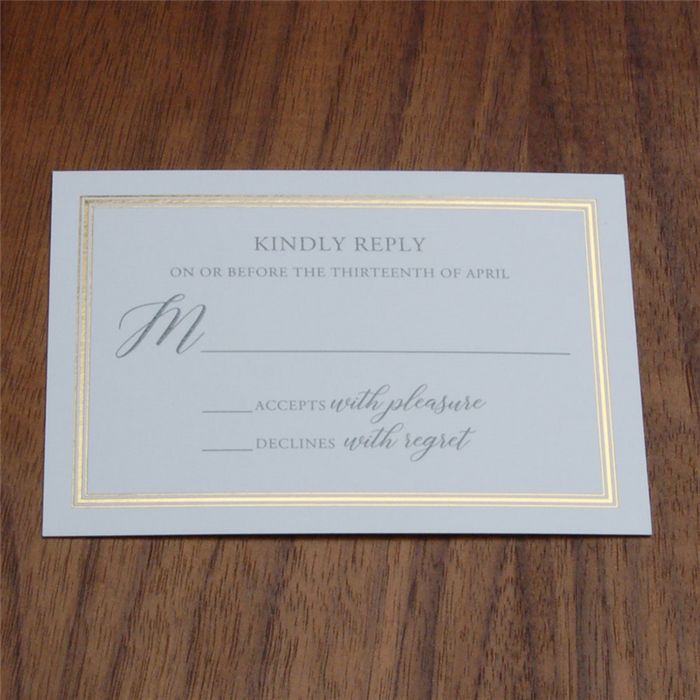 KINDLY REPLY
ON OR BEFORE THE THIRTEENTH OF APRIL
M
ACCEPTS with pleasure
DECLINES with regret